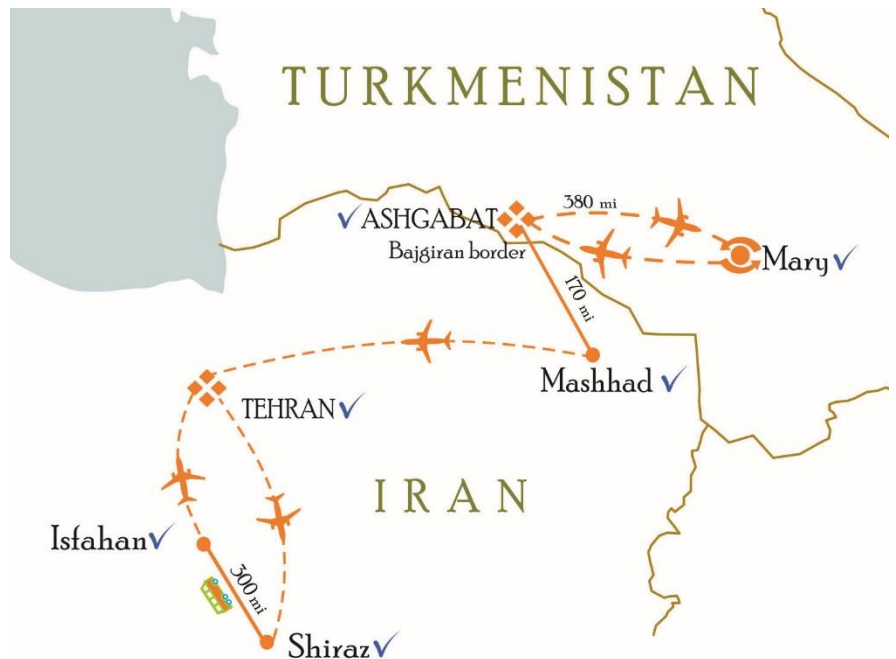 TURKMENISTAN
380 mi
ASHGABAT
Bajgiran border
Mary
170 mi
Mashhad
TEHRAN
IRAN
Isfahan
300 mi
Shiraz